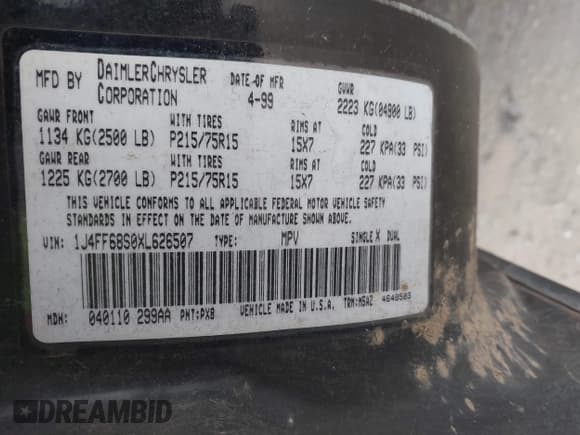 MFD BY DAIMLERCHRYSLER CORPORATION DATE-OF MFR 4-99 GVWR 2223 KG(04900 LB)
GAWR FRONT WITH TIRES RIMS AT COLD
1134 KG(2500 LB) P215/75R15 15X7 227 KPA(33 PSI)
GAWR REAR WITH TIRES RIMS AT COLD
1225 KG(2700 LB) P215/75R15 15X7 227 KPA(33 PSI)
THIS VEHICLE CONFORMS TO ALL APPLICABLE FEDERAL MOTOR VEHICLE SAFETY
STANDARDS IN EFFECT ON THE DATE OF MANUFACTURE SHOWN ABOVE.
VIN: 1J4FF68S0XL626507 TYPE: MPV SINGLE X DUAL
MDH: 040110 299AA PNT:PX8 VEHICLE MADE IN U.S.A. TRM:M5AZ 4648503
DREAMBID